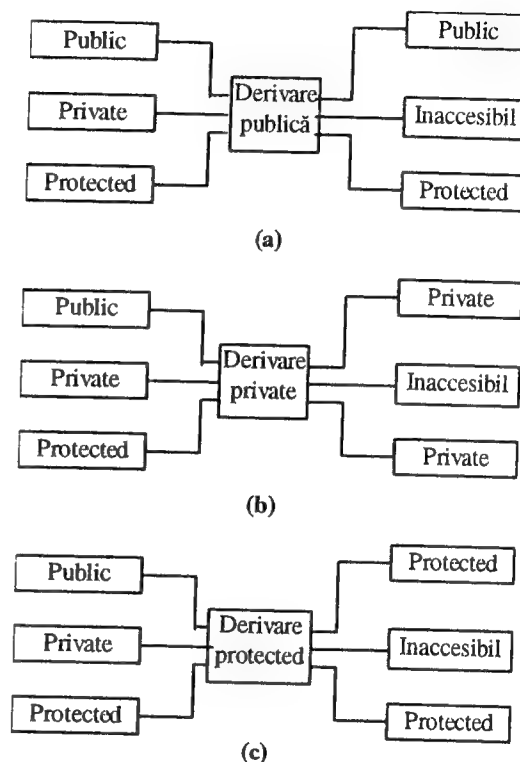 Public
Public
Derivare
publică
Private
Inaccesibil
Protected
Protected
(a)
Public
Private
Derivare
private
Private
Inaccesibil
Protected
Private
(b)
Public
Protected
Derivare
protected
Private
Inaccesibil
Protected
Protected
(c)